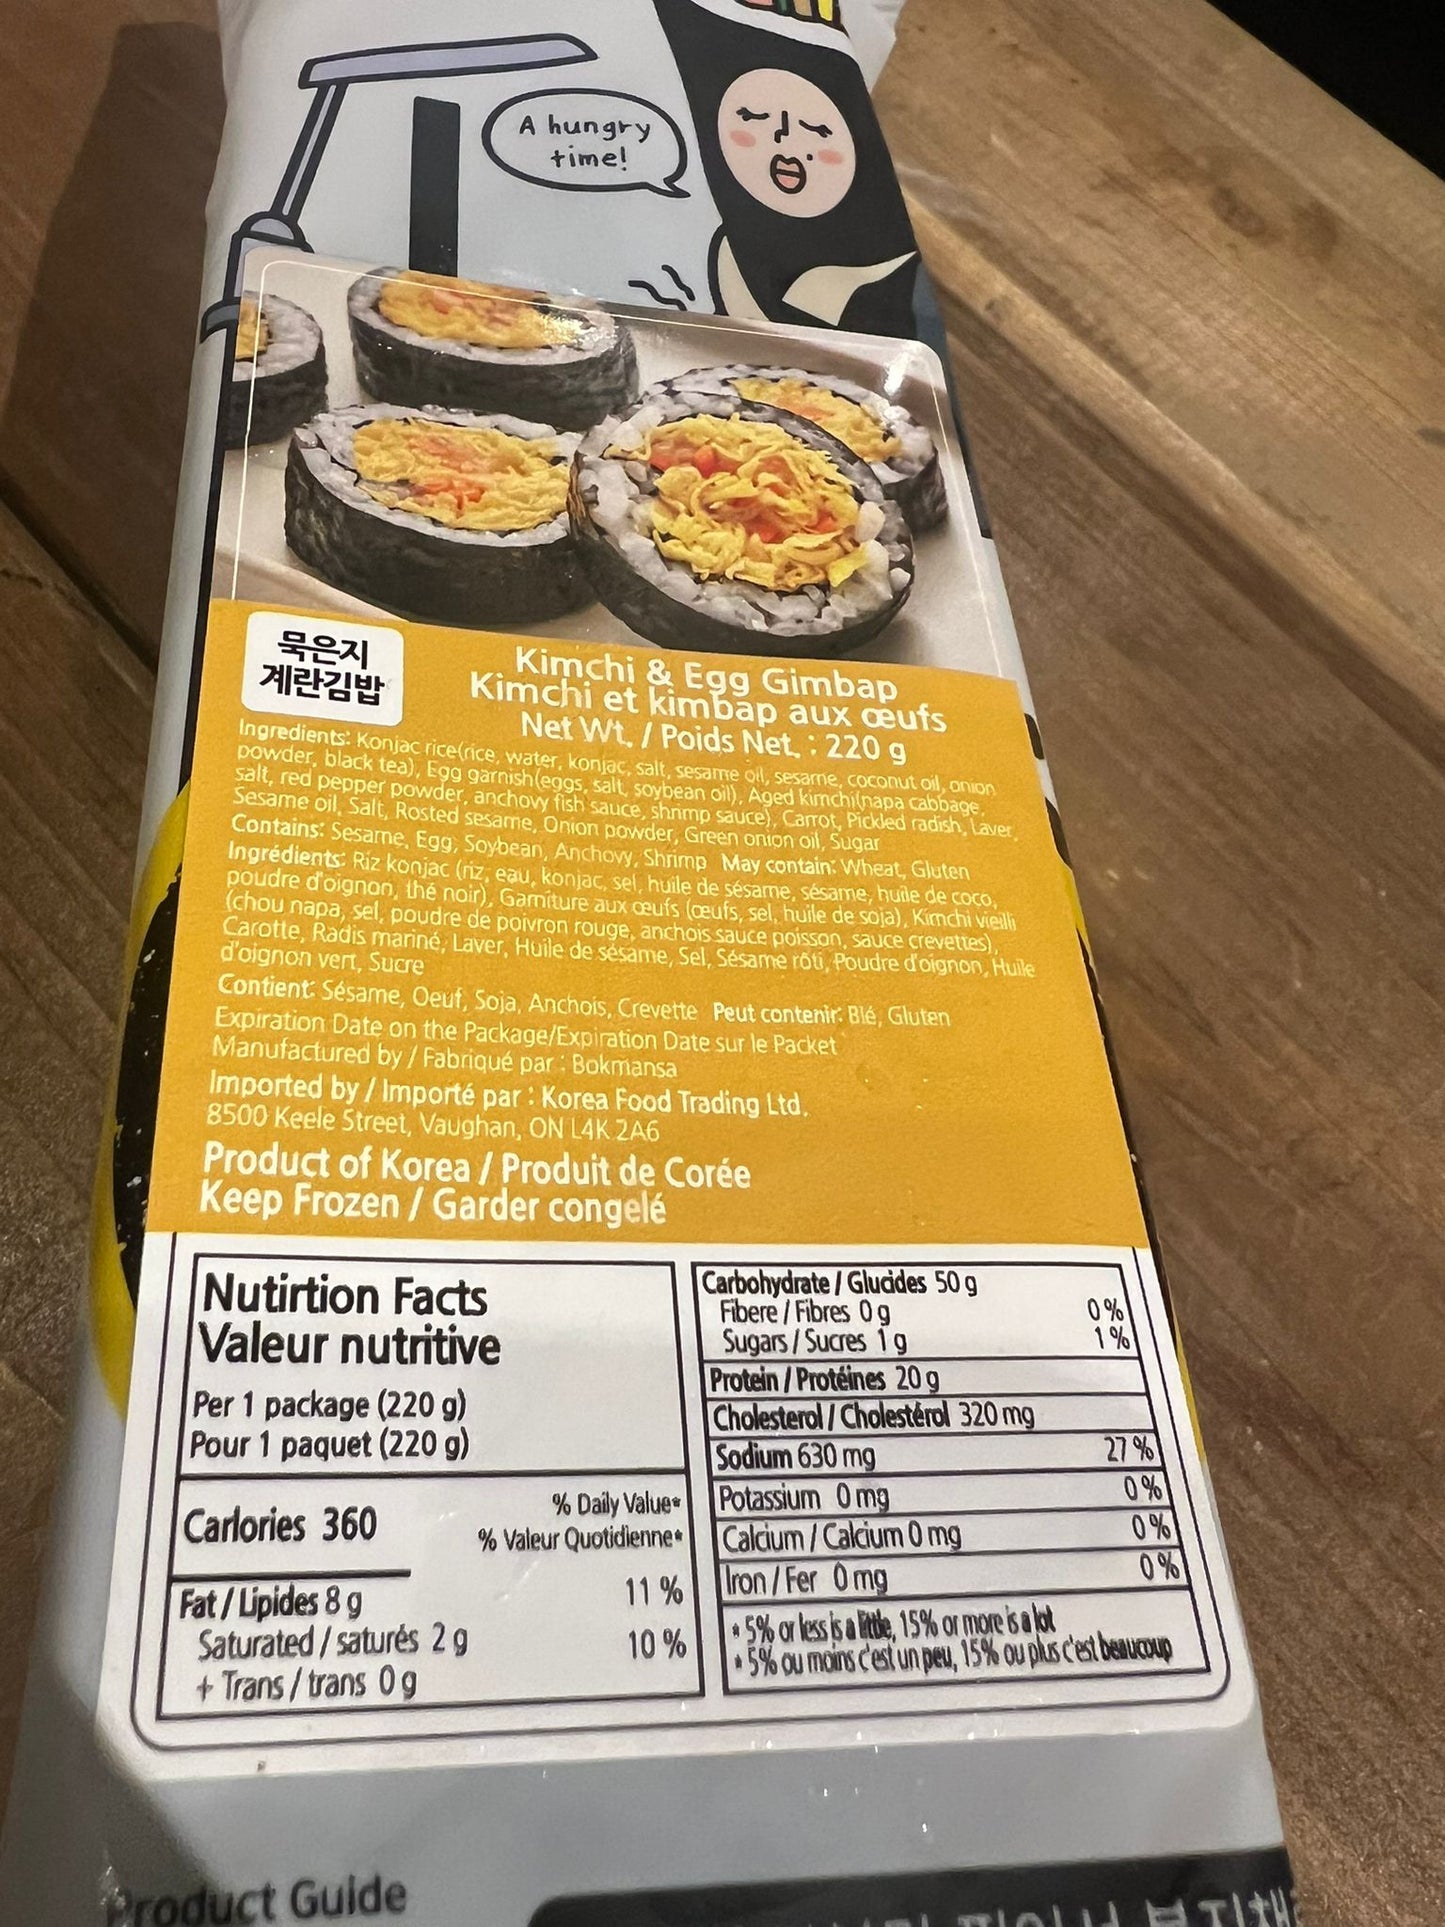 A hungry
time!
묵은지
계란김밥
Kimchi & Egg Gimbap
Kimchi et kimbap aux œufs
Net Wt. / Poids Net. : 220 g
Ingredients: Konjac rice(rice, water, konjac, salt, sesame oil, sesame, coconut oil, onion
powder, black tea), Egg garnish(eggs, salt, soybean oil), Aged kimchi(napa cabbage,
salt, red pepper powder, anchovy fish sauce, shrimp sauce), Carrot, Pickled radish, Laver,
Sesame oil, Salt, Rosted sesame, Onion powder, Green onion oil, Sugar
Contains: Sesame, Egg, Soybean, Anchovy, Shrimp May contain: Wheat, Gluten
Ingrédients: Riz konjac (riz, eau, konjac, sel, huile de sésame, sésame, huile de coco,
poudre d'oignon, thé noir), Garniture aux œufs (œufs, sel, huile de soja), Kimchi vieilli
(chou napa, sel, poudre de poivron rouge, anchois sauce poisson, sauce crevettes),
Carotte, Radis mariné, Laver, Huile de sésame, Sel, Sésame rôti, Poudre d'oignon, Huile
d'oignon vert, Sucre
Contient: Sésame, Oeuf, Soja, Anchois, Crevette Peut contenir: Blé, Gluten
Expiration Date on the Package/Expiration Date sur le Packet
Manufactured by / Fabriqué par : Bokmansa
Imported by / Importé par : Korea Food Trading Ltd.
8500 Keele Street, Vaughan, ON L4K 2A6
Product of Korea / Produit de Corée
Keep Frozen / Garder congelé
Nutirtion Facts
Valeur nutritive
Per 1 package (220 g)
Pour 1 paquet (220 g)
Carlories 360
% Daily Value*
% Valeur Quotidienne*
Fat / Lipides 8 g 11 %
Saturated / saturés 2 g 10 %
+ Trans / trans 0 g
Carbohydrate / Glucides 50 g
Fibere / Fibres 0 g 0 %
Sugars / Sucres 1 g 1 %
Protein / Protéines 20 g
Cholesterol / Cholestérol 320 mg
Sodium 630 mg 27 %
Potassium 0 mg 0 %
Calcium / Calcium 0 mg 0 %
Iron / Fer 0 mg 0 %
* 5% or less is a little, 15% or more is a lot
* 5% ou moins c'est un peu, 15% ou plus c'est beaucoup
Product Guide